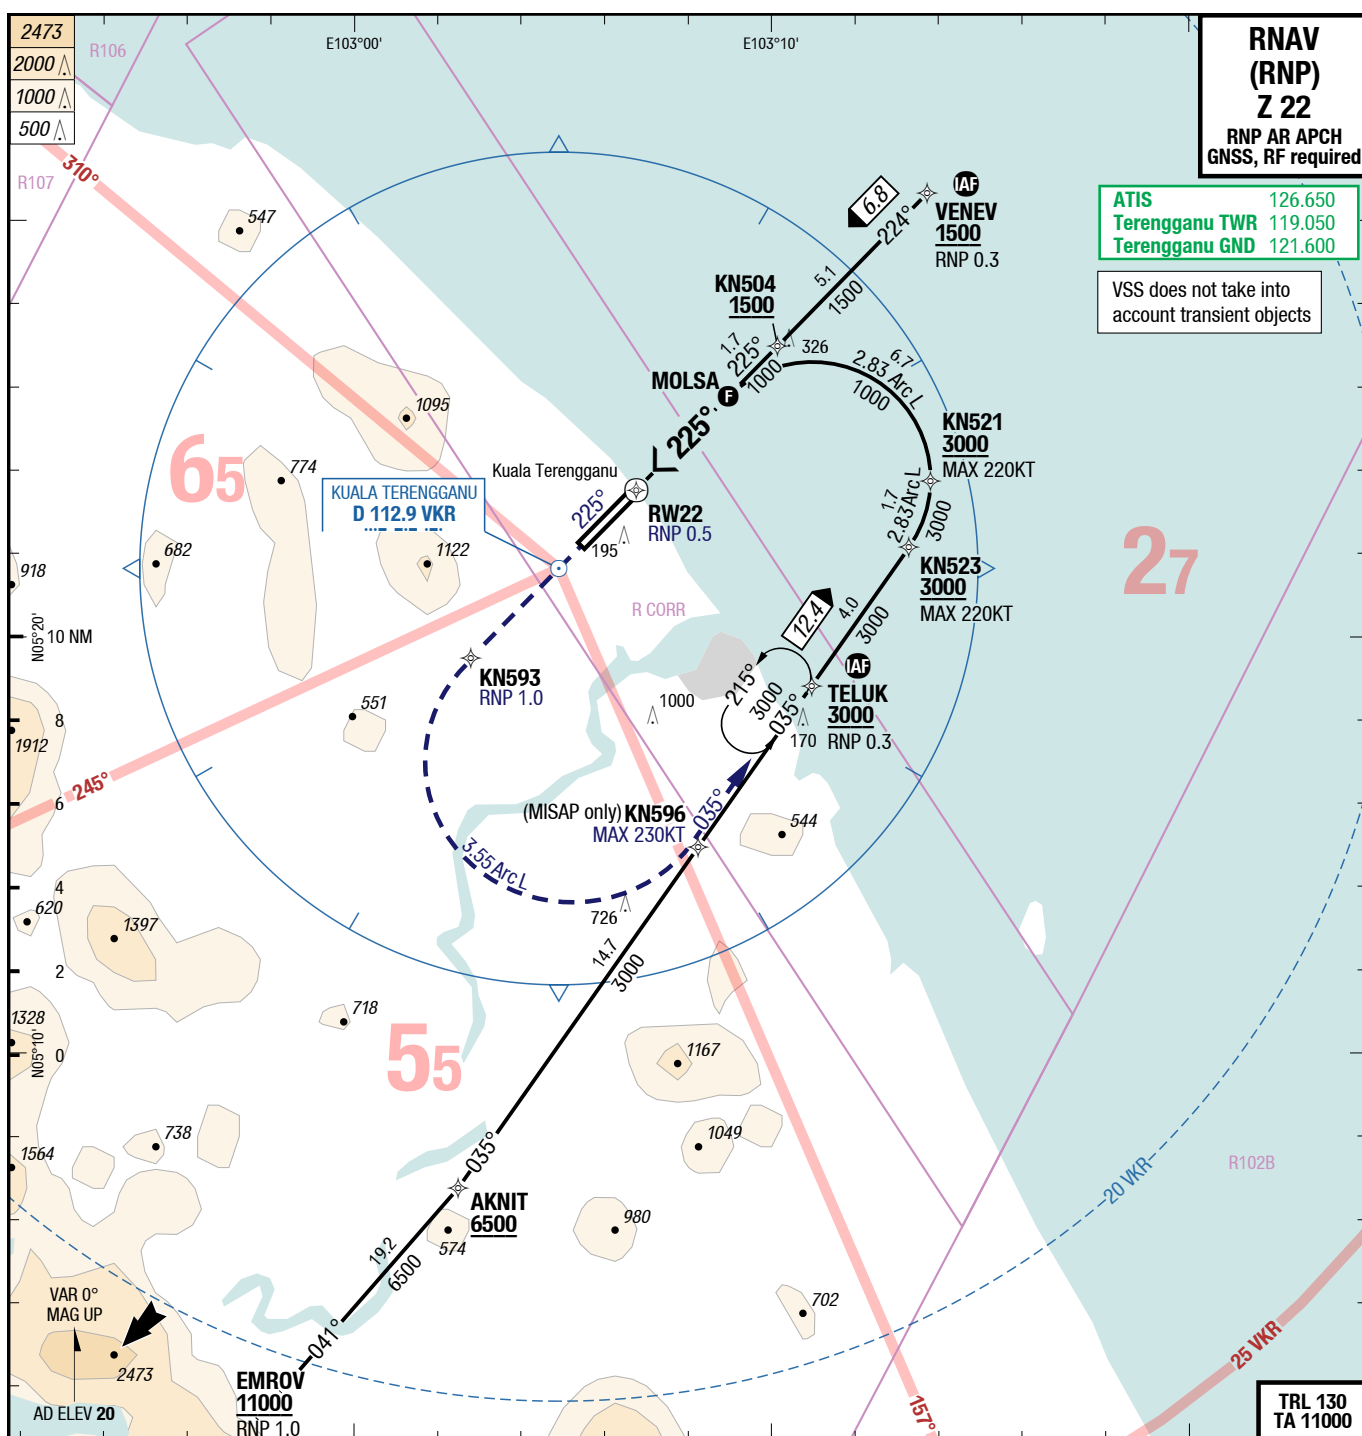 2473
2000
1000
500
R106
R107
E103°00'
E103°10'
RNAV
(RNP)
Z 22
RNP AR APCH
GNSS, RF required
ATIS 126.650
Terengganu TWR 119.050
Terengganu GND 121.600
VSS does not take into
account transient objects
310°
547
6.8
IAF
VENEV
1500
RNP 0.3
224°
5.1
1500
KN504
1500
326
1.7
225°
1000
MOLSA
F
6.7
2.83 Arc L
1000
KN521
3000
MAX 220KT
1.7
2.83 Arc L
3000
KN523
3000
MAX 220KT
1095
774
65
225°
Kuala Terengganu
KUALA TERENGGANU
D 112.9 VKR
225°
RW22
RNP 0.5
195
682
1122
918
27
R CORR
12.4
4.0
3000
N05°20'
10 NM
8
6
4
2
0
N05°10'
KN593
RNP 1.0
IAF
TELUK
3000
RNP 0.3
215°
3000
035°
170
1000
551
1912
245°
(MISAP only) KN596
MAX 230KT
035°
544
3.55 Arc L
726
620
1397
14.7
3000
718
1328
55
1167
738
1564
1049
035°
AKNIT
6500
574
980
R102B
20 VKR
19.2
6500
702
VAR 0°
MAG UP
2473
041°
EMROV
11000
RNP 1.0
AD ELEV 20
157°
25 VKR
TRL 130
TA 11000